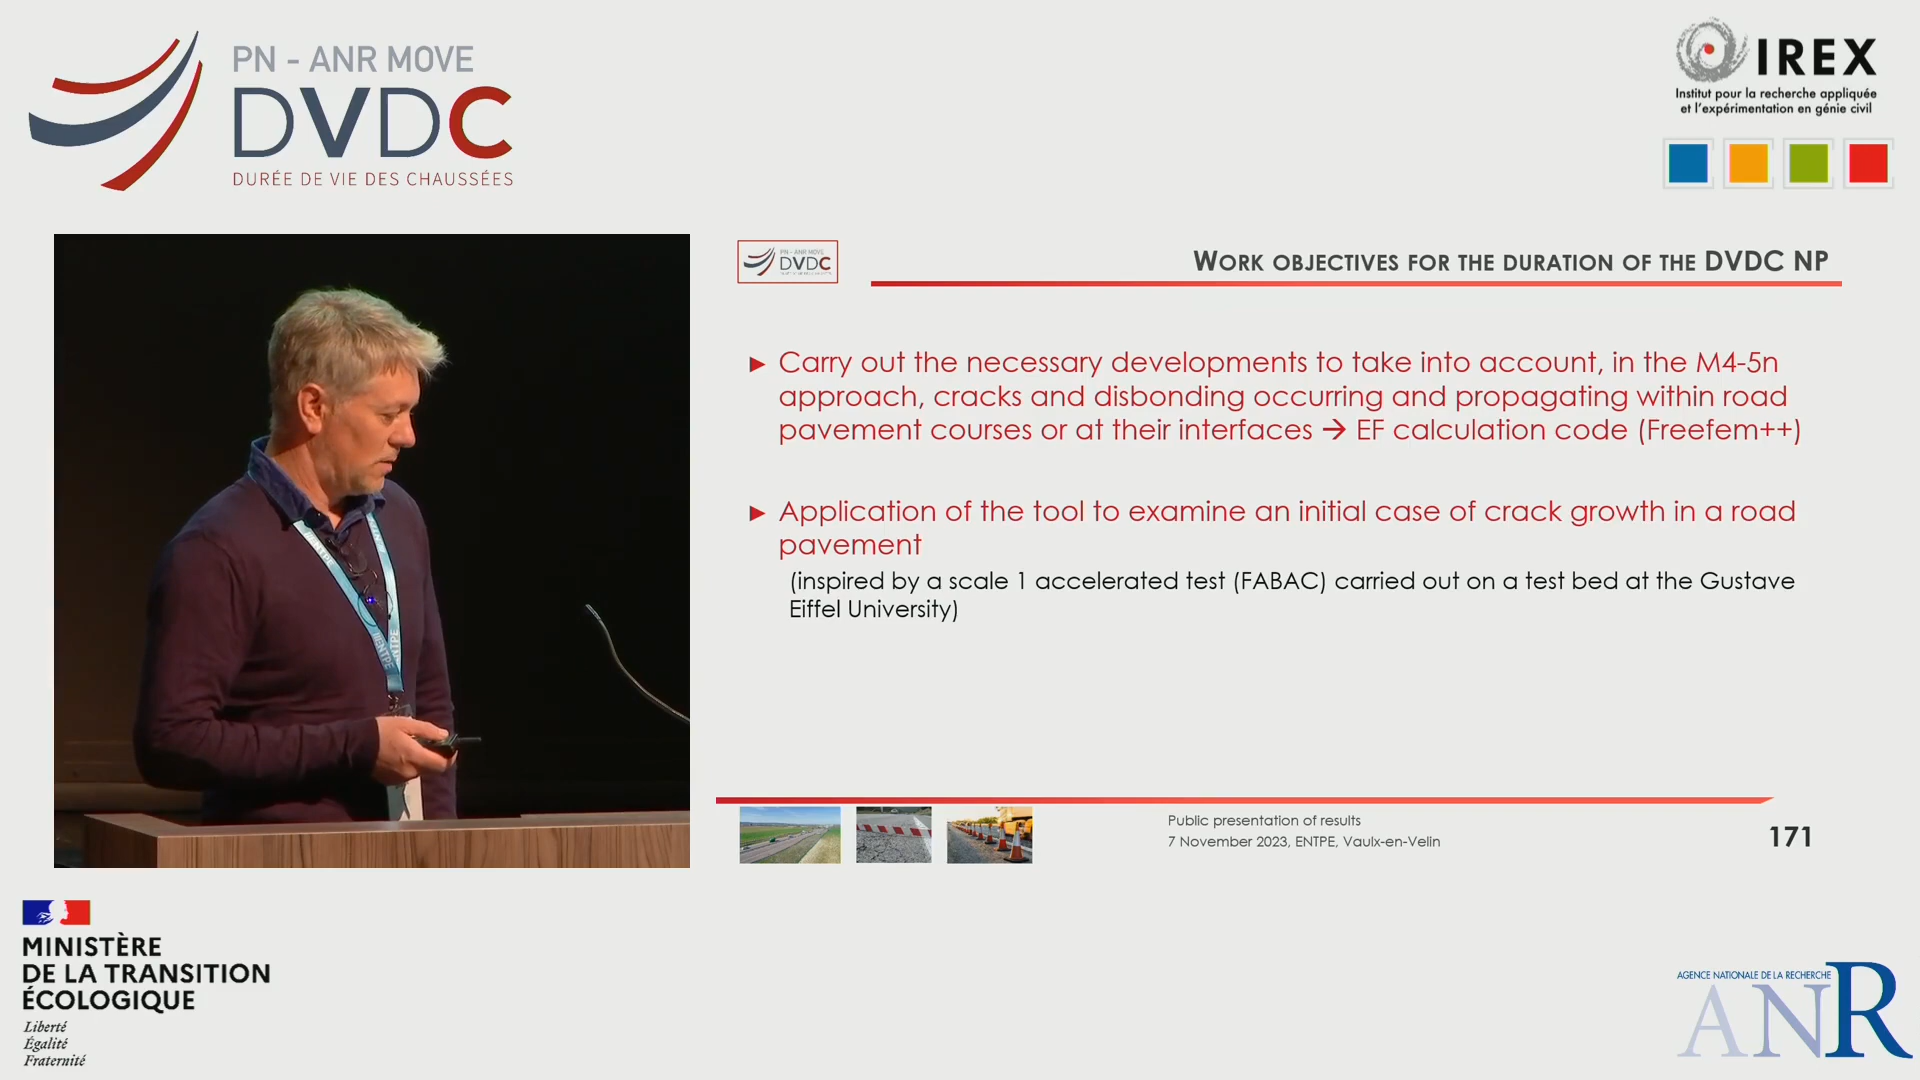 PN - ANR MOVE
DVDC
DURÉE DE VIE DES CHAUSSÉES
IREX
Institut pour la recherche appliquée
et l'expérimentation en génie civil
PN - ANR MOVE
DVDC
WORK OBJECTIVES FOR THE DURATION OF THE DVDC NP
► Carry out the necessary developments to take into account, in the M4-5n
approach, cracks and disbonding occurring and propagating within road
pavement courses or at their interfaces → EF calculation code (Freefem++)
► Application of the tool to examine an initial case of crack growth in a road
pavement
(inspired by a scale 1 accelerated test (FABAC) carried out on a test bed at the Gustave
Eiffel University)
ENTPE
ENTPE
Public presentation of results
7 November 2023, ENTPE, Vaulx-en-Velin
171
MINISTÈRE
DE LA TRANSITION
ÉCOLOGIQUE
Liberté
Égalité
Fraternité
AGENCE NATIONALE DE LA RECHERCHE
ANR